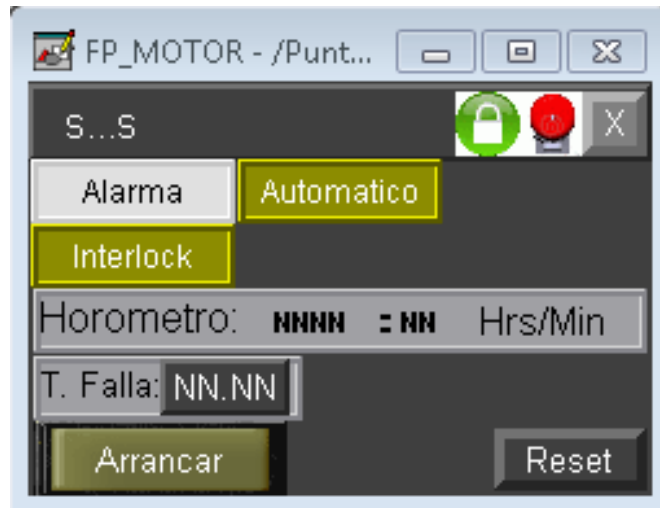 FP_MOTOR - /Punt...
S...S X
Alarma Automatico
Interlock
Horometro: NNNN : NN Hrs/Min
T. Falla: NN.NN
Arrancar Reset